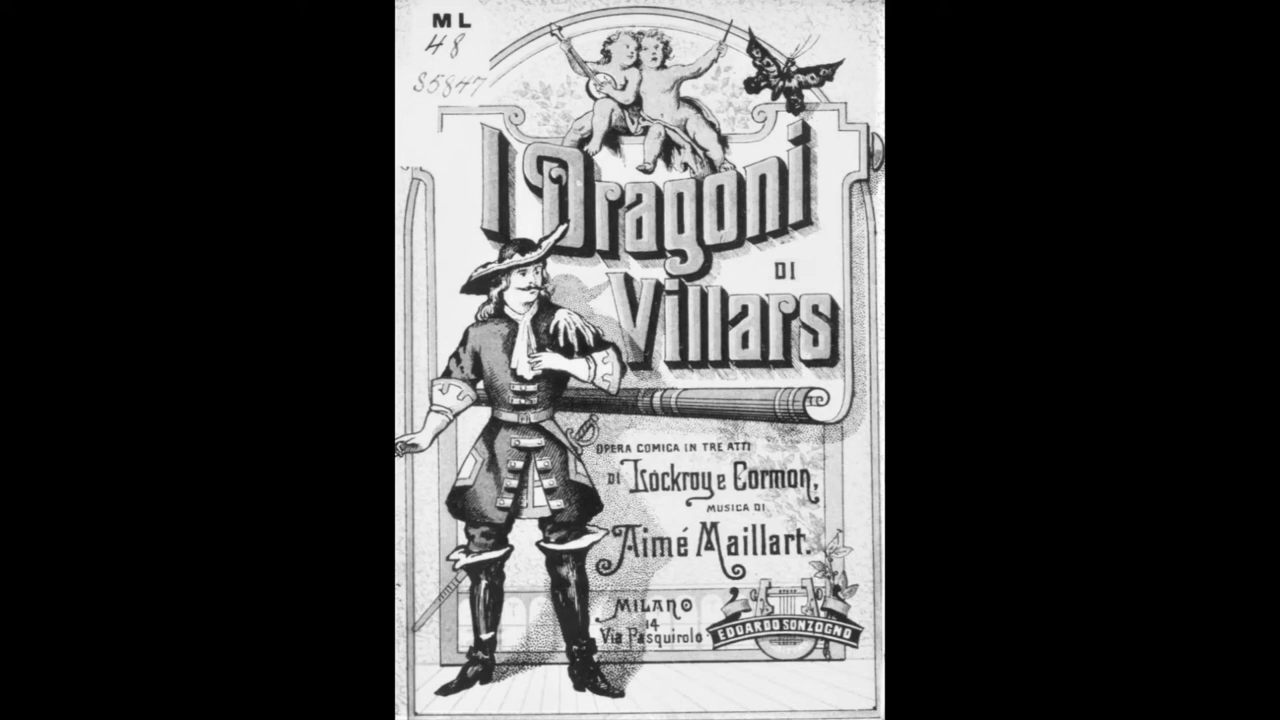 ML
48
S5847
I Dragoni
DI
Villars
OPERA COMICA IN TRE ATTI
DI Lockroy e Cormon,
MUSICA DI
Aimé Maillart.
MILANO
14
Via Pasquirolo
EDOARDO SONZOGNO